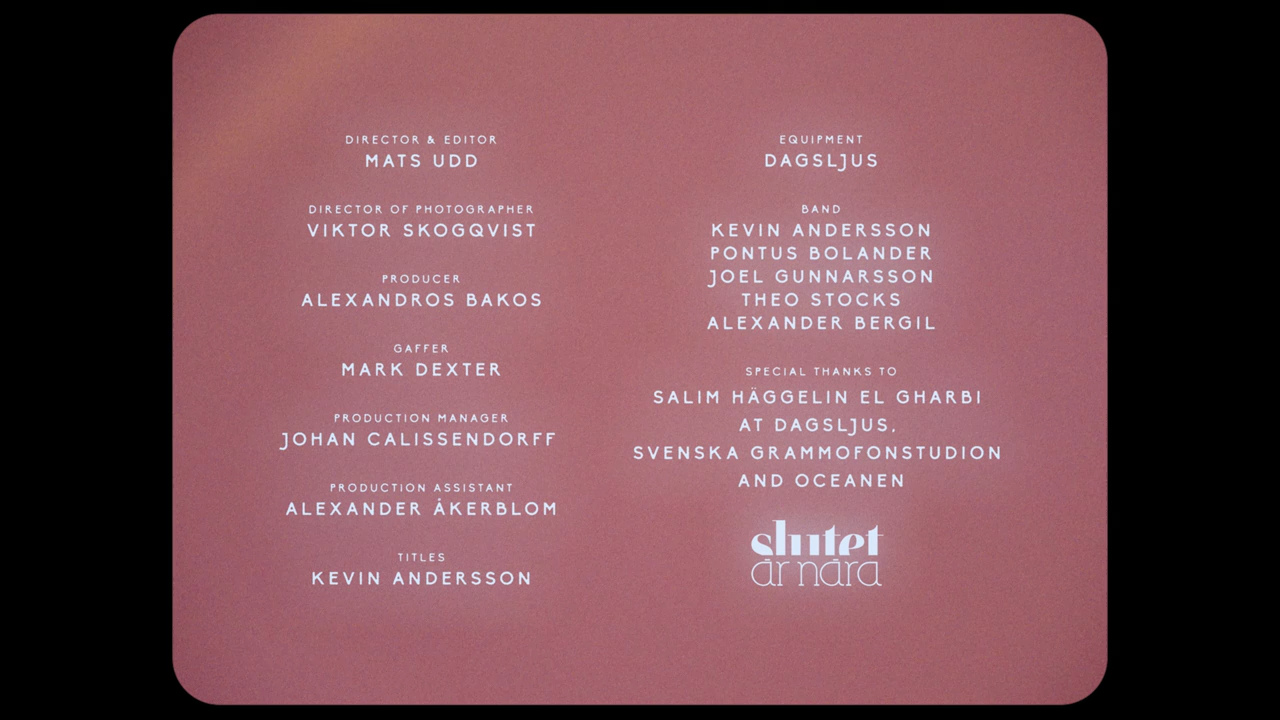 DIRECTOR & EDITOR
MATS UDD
DIRECTOR OF PHOTOGRAPHER
VIKTOR SKOGQVIST
PRODUCER
ALEXANDROS BAKOS
GAFFER
MARK DEXTER
PRODUCTION MANAGER
JOHAN CALISSENDORFF
PRODUCTION ASSISTANT
ALEXANDER ÅKERBLOM
TITLES
KEVIN ANDERSSON
EQUIPMENT
DAGSLJUS
BAND
KEVIN ANDERSSON
PONTUS BOLANDER
JOEL GUNNARSSON
THEO STOCKS
ALEXANDER BERGIL
SPECIAL THANKS TO
SALIM HÄGGELIN EL GHARBI
AT DAGSLJUS,
SVENSKA GRAMMOFONSTUDION
AND OCEANEN
slutet
är nära